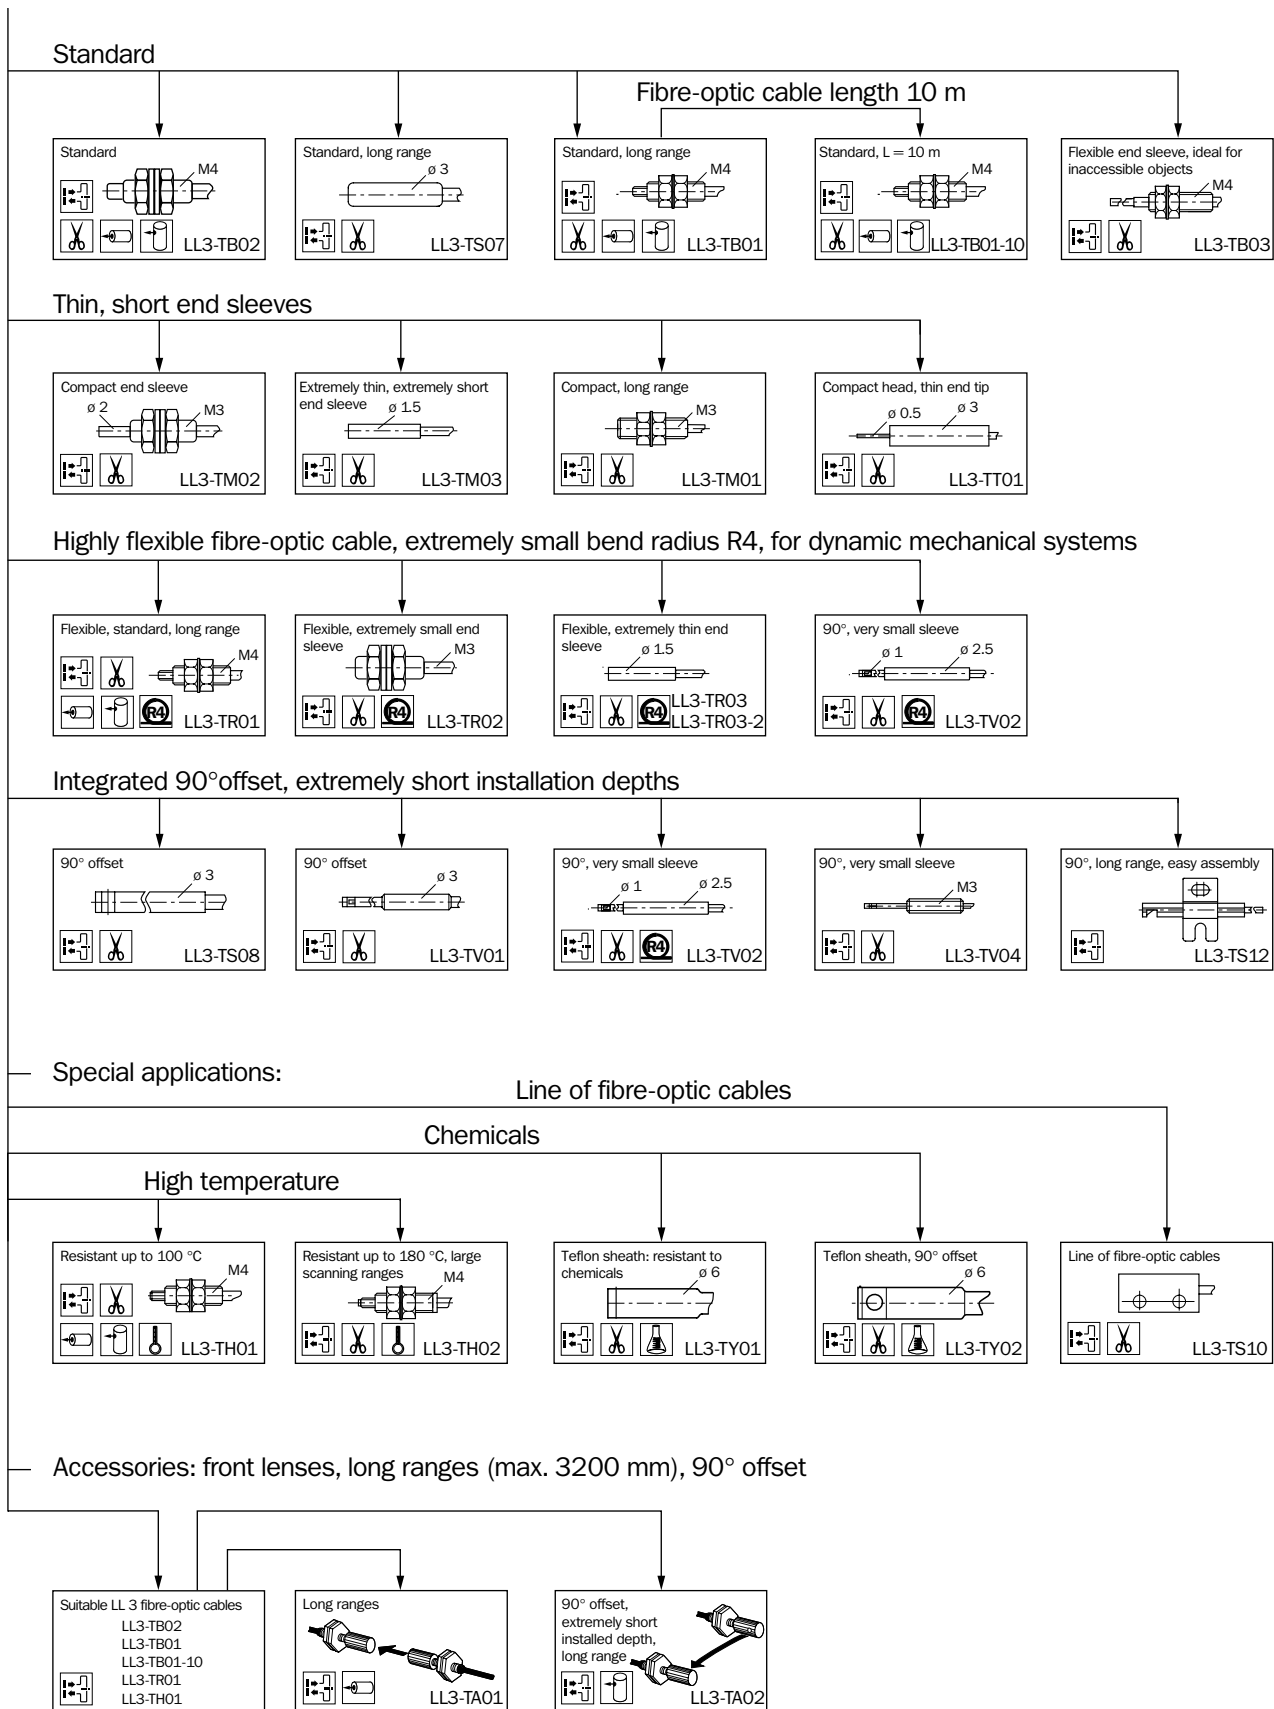 Standard
Fibre-optic cable length 10 m
Standard
M4
LL3-TB02
Standard, long range
ø 3
LL3-TS07
Standard, long range
M4
LL3-TB01
Standard, L = 10 m
M4
LL3-TB01-10
Flexible end sleeve, ideal for
inaccessible objects
M4
LL3-TB03
Thin, short end sleeves
Compact end sleeve
ø 2
M3
LL3-TM02
Extremely thin, extremely short
end sleeve
ø 1.5
LL3-TM03
Compact, long range
M3
LL3-TM01
Compact head, thin end tip
ø 0.5
ø 3
LL3-TT01
Highly flexible fibre-optic cable, extremely small bend radius R4, for dynamic mechanical systems
Flexible, standard, long range
M4
R4
LL3-TR01
Flexible, extremely small end
sleeve
M3
R4
LL3-TR02
Flexible, extremely thin end
sleeve
ø 1.5
R4
LL3-TR03
LL3-TR03-2
90°, very small sleeve
ø 1
ø 2.5
R4
LL3-TV02
Integrated 90°offset, extremely short installation depths
90° offset
ø 3
LL3-TS08
90° offset
ø 3
LL3-TV01
90°, very small sleeve
ø 1
ø 2.5
R4
LL3-TV02
90°, very small sleeve
M3
LL3-TV04
90°, long range, easy assembly
LL3-TS12
Special applications:
Line of fibre-optic cables
Chemicals
High temperature
Resistant up to 100 °C
M4
LL3-TH01
Resistant up to 180 °C, large
scanning ranges
M4
LL3-TH02
Teflon sheath: resistant to
chemicals
ø 6
LL3-TY01
Teflon sheath, 90° offset
ø 6
LL3-TY02
Line of fibre-optic cables
LL3-TS10
Accessories: front lenses, long ranges (max. 3200 mm), 90° offset
Suitable LL 3 fibre-optic cables
LL3-TB02
LL3-TB01
LL3-TB01-10
LL3-TR01
LL3-TH01
Long ranges
LL3-TA01
90° offset,
extremely short
installed depth,
long range
LL3-TA02